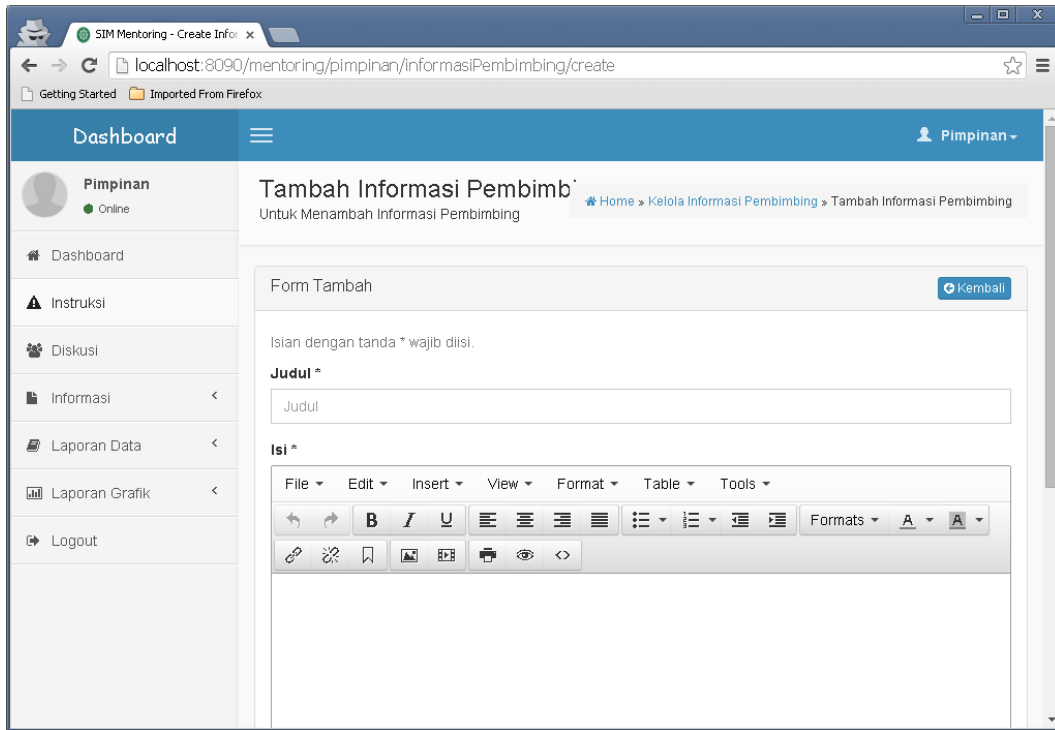 SIM Mentoring - Create Infor
localhost:8090/mentoring/pimpinan/informasiPembimbing/create
Getting Started Imported From Firefox
Dashboard
Pimpinan
Pimpinan
Online
Tambah Informasi Pembimb
Untuk Menambah Informasi Pembimbing
Home » Kelola Informasi Pembimbing » Tambah Informasi Pembimbing
Dashboard
Instruksi
Diskusi
Informasi
Laporan Data
Laporan Grafik
Logout
Form Tambah
Kembali
Isian dengan tanda * wajib diisi.
Judul *
Judul
Isi *
File Edit Insert View Format Table Tools
B I U Formats A A